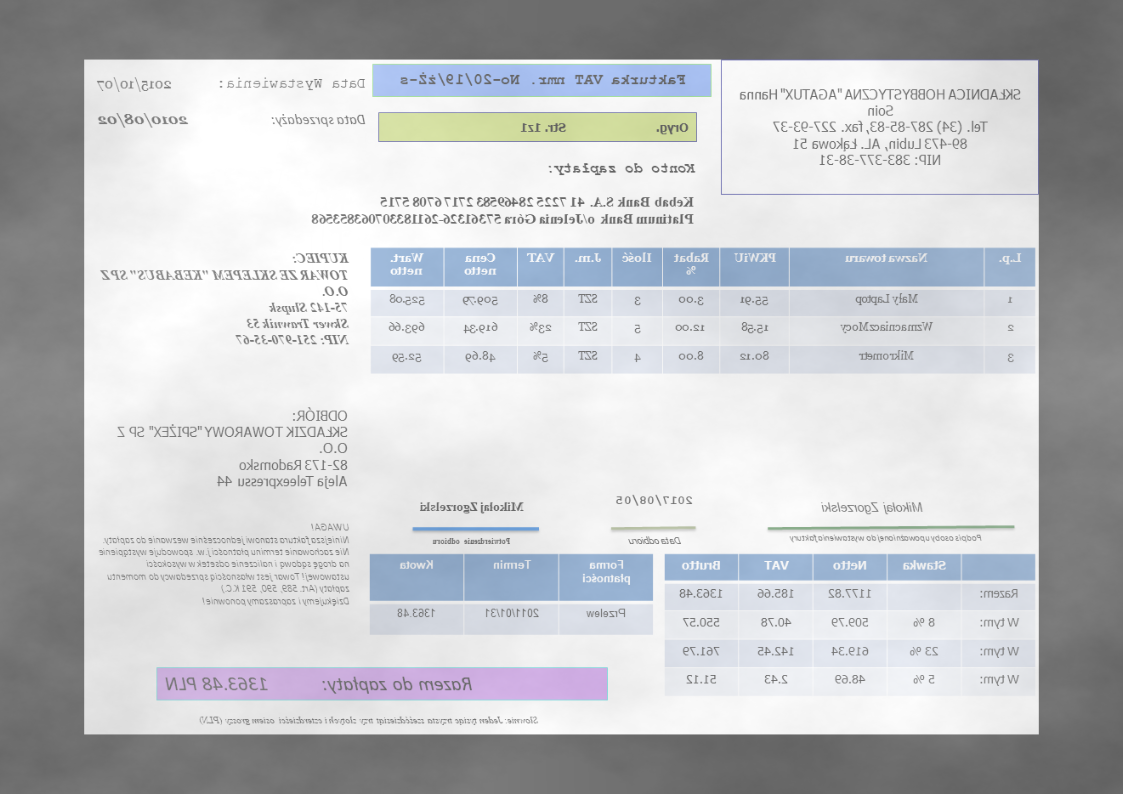 SKŁADNICA HOBBYSTYCZNA "AGATUX" Hanna
Soin
Tel. (34) 287-85-83, fax. 227-93-37
89-473 Lubin, AL. Łąkowa 51
NIP: 383-377-38-31
Fakturka VAT nmr. No-20/19/żŻ-s
Oryg. Str. 1z1
Data Wystawienia: 2015/10/07
Data sprzedaży: 2010/08/02
Konto do zapłaty:
Kebab Bank S.A. 41 7225 2846 9583 2717 6708 5715
Platinum Bank o/Jelenia Góra 57361326-261183307063853568
L.p. Nazwa towaru PKWiU Rabat % Ilość J.m. VAT Cena netto Wart. netto
1 Mały Laptop 55.91 3.00 3 SZT 8% 509.79 525.08
2 WzmacniaczMocy 15.58 12.00 5 SZT 23% 619.34 693.66
3 Mikrometr 80.12 8.00 4 SZT 5% 48.69 52.59
KUPIEC:
TOWAR ZE SKLEPEM "KEBABU'S" SP Z
O.O.
75-142 Słupsk
Skwer Trawnik 53
NIP: 251-970-35-67
ODBIÓR:
SKŁADZIK TOWAROWY "SPIŻEX" SP Z
O.O.
82-173 Radomsko
Aleja Teleexpressu 44
Mikołaj Zgorzelski
Podpis osoby upoważnianej do wystawienia faktury
2017/08/05
Data odbioru
Mikołaj Zgorzelski
Potwierdzenie odbioru
UWAGA!
Niniejsza faktura stanowi jednocześnie wezwanie do zapłaty.
Nie zachowanie terminu płatności j.w. spowoduje wystąpienie
na drogę sądową i naliczenie odsetek w wysokości
ustawowej!! Towar jest własnością sprzedawcy do momentu
zapłaty (Art. 589, 590, 591 K.C.)
Dziękujemy i zapraszamy ponownie!
Stawka Netto VAT Brutto
Razem: 1177.82 185.66 1363.48
W tym: 8 % 509.79 40.78 550.57
W tym: 23 % 619.34 142.45 761.79
W tym: 5 % 48.69 2.43 51.12
Forma płatności Termin Kwota
Przelew 2011/01/31 1363.48
Razem do zapłaty: 1363.48 PLN
Słownie: Jeden tysiąc trzysta sześćdziesiąt trzy złotych i czterdzieści osiem groszy (PLN)